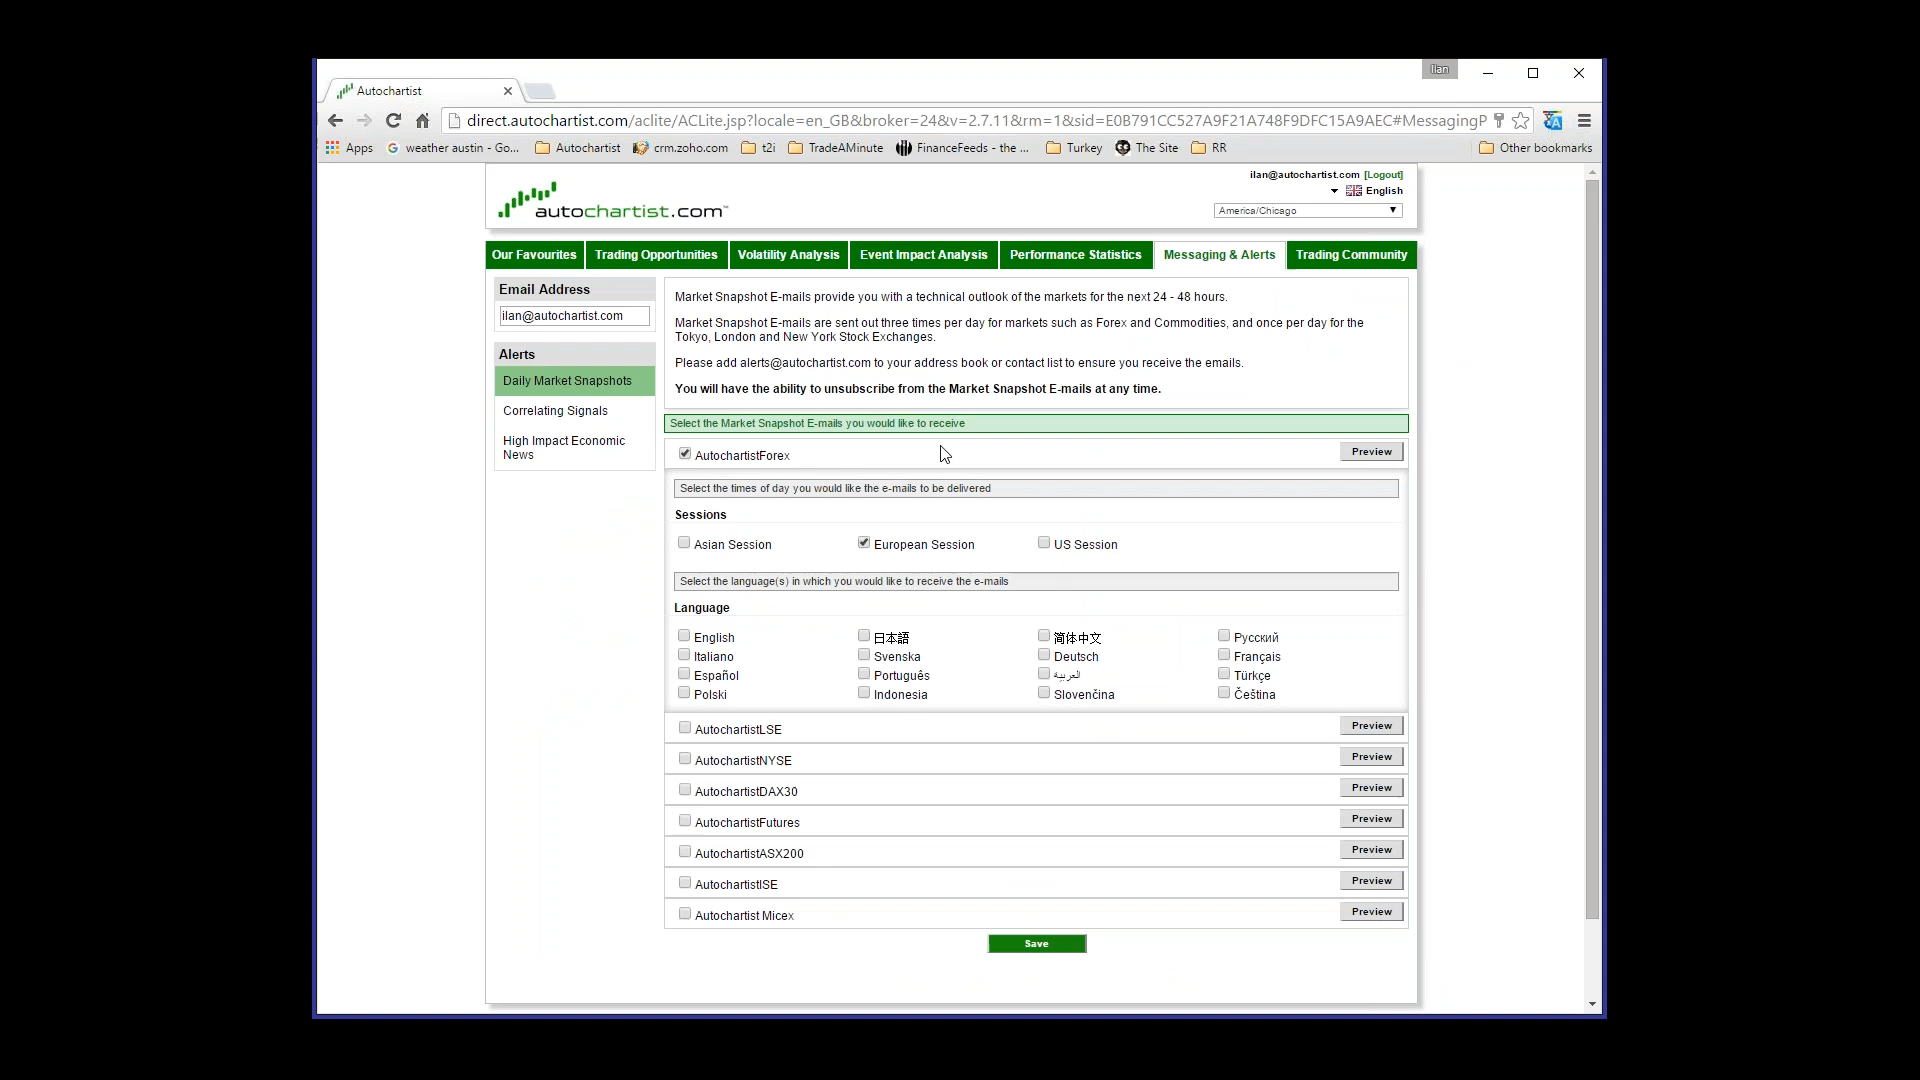 Ilan
Autochartist
direct.autochartist.com/aclite/ACLite.jsp?locale=en_GB&broker=24&v=2.7.11&rm=1&sid=E0B791CC527A9F21A748F9DFC15A9AEC#MessagingP
Apps weather austin - Go... Autochartist crm.zoho.com t2i TradeAMinute FinanceFeeds - the ... Turkey The Site RR Other bookmarks
ilan@autochartist.com [Logout]
English
autochartist.com™
America/Chicago
Our Favourites Trading Opportunities Volatility Analysis Event Impact Analysis Performance Statistics Messaging & Alerts Trading Community
Email Address
ilan@autochartist.com
Alerts
Daily Market Snapshots
Correlating Signals
High Impact Economic
News
Market Snapshot E-mails provide you with a technical outlook of the markets for the next 24 - 48 hours.
Market Snapshot E-mails are sent out three times per day for markets such as Forex and Commodities, and once per day for the
Tokyo, London and New York Stock Exchanges.
Please add alerts@autochartist.com to your address book or contact list to ensure you receive the emails.
You will have the ability to unsubscribe from the Market Snapshot E-mails at any time.
Select the Market Snapshot E-mails you would like to receive
AutochartistForex Preview
Select the times of day you would like the e-mails to be delivered
Sessions
Asian Session European Session US Session
Select the language(s) in which you would like to receive the e-mails
Language
English 日本語 简体中文 Русский
Italiano Svenska Deutsch Français
Español Português العربية Türkçe
Polski Indonesia Slovenčina Čeština
AutochartistLSE Preview
AutochartistNYSE Preview
AutochartistDAX30 Preview
AutochartistFutures Preview
AutochartistASX200 Preview
AutochartistISE Preview
Autochartist Micex Preview
Save